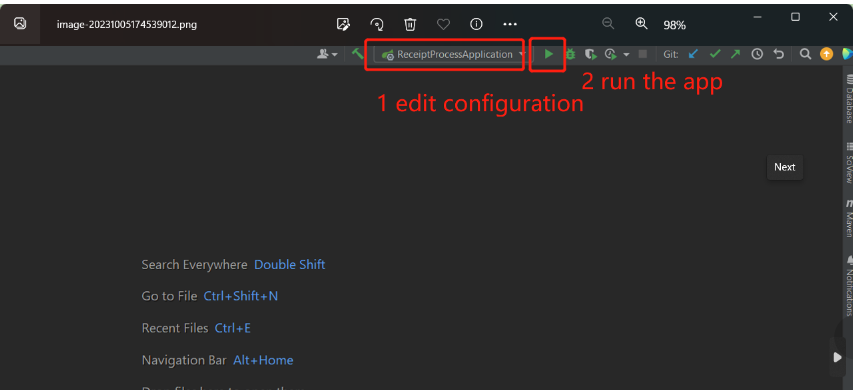 image-20231005174539012.png
98%
ReceiptProcessApplication
Git:
1 edit configuration
2 run the app
Database
SciView
Maven
Notifications
Next
Search Everywhere Double Shift
Go to File Ctrl+Shift+N
Recent Files Ctrl+E
Navigation Bar Alt+Home